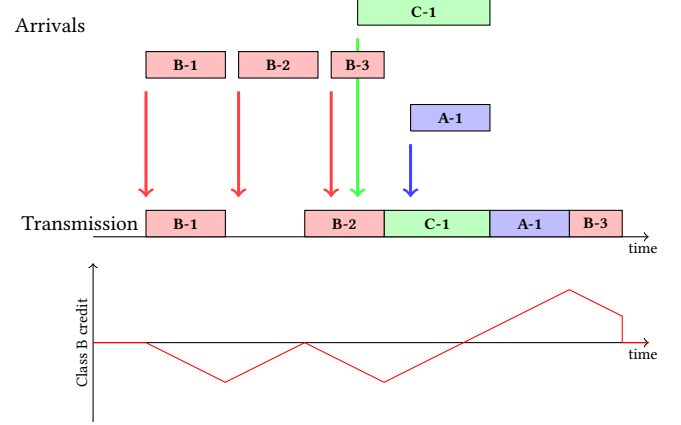 C-1
Arrivals
B-1 B-2 B-3
A-1
Transmission B-1 B-2 C-1 A-1 B-3
time
Class B credit
time